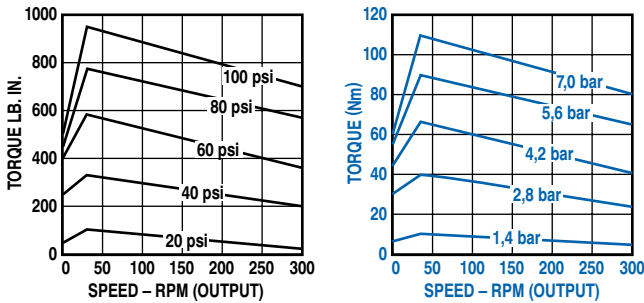 TORQUE LB. IN.
1000
800
600
400
200
0
100 psi
80 psi
60 psi
40 psi
20 psi
0 50 100 150 200 250 300
SPEED – RPM (OUTPUT)
TORQUE (Nm)
120
100
80
60
40
20
0
7,0 bar
5,6 bar
4,2 bar
2,8 bar
1,4 bar
0 50 100 150 200 250 300
SPEED – RPM (OUTPUT)